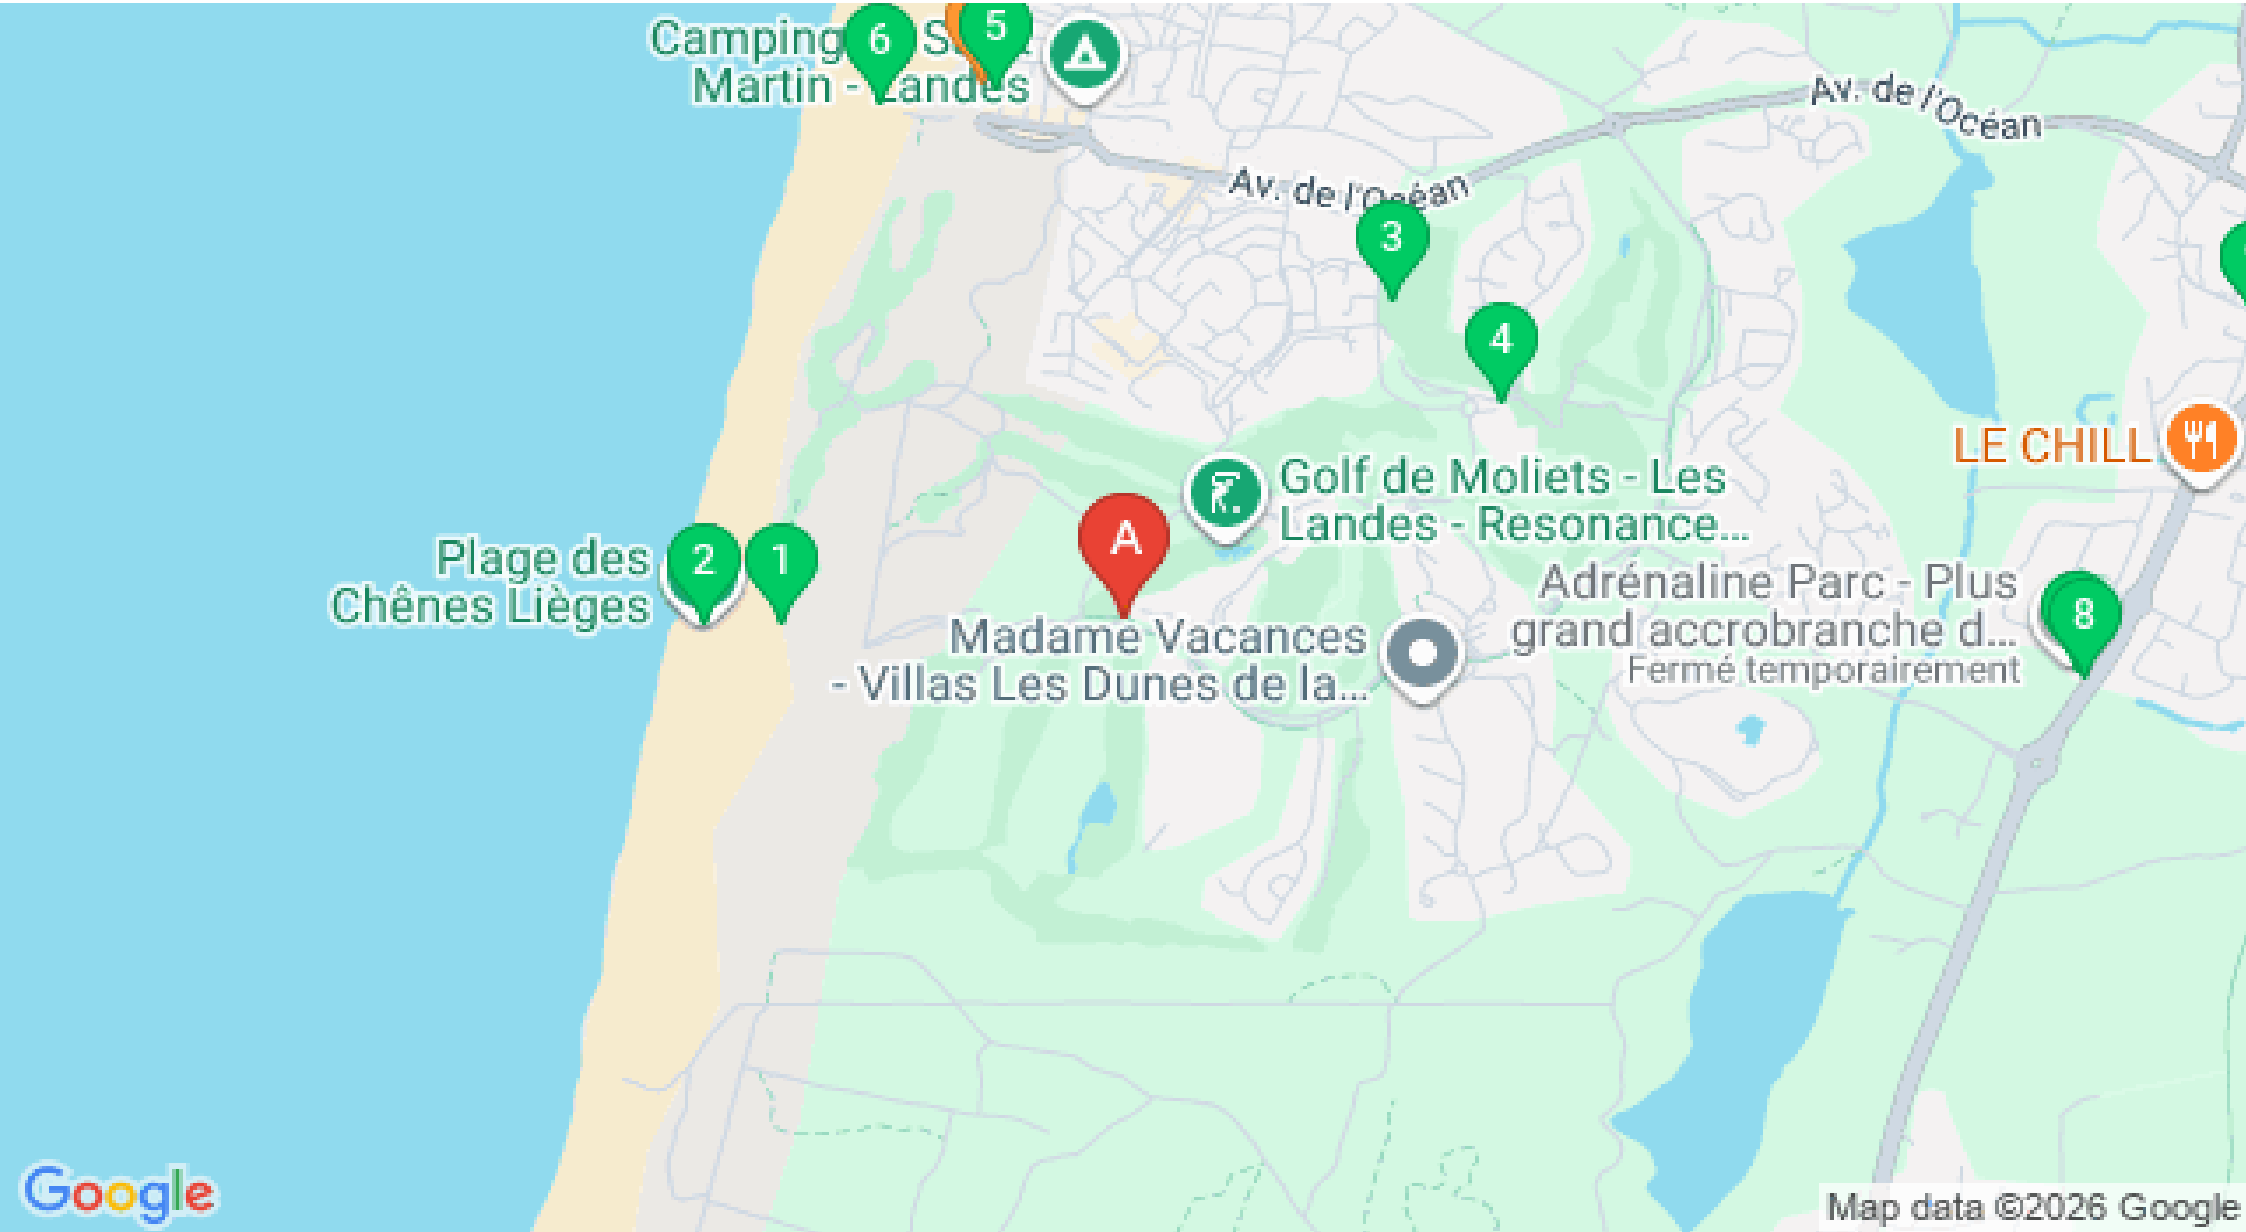 6
5
Camping S
Martin - Landes
Av. de l'Océan
Av. de l'Océan
3
4
LE CHILL
Golf de Moliets - Les
Landes - Resonance...
A
Plage des
Chênes Lièges
2
1
Adrénaline Parc - Plus
grand accrobranche d...
Fermé temporairement
8
Madame Vacances
- Villas Les Dunes de la...
Google
Map data ©2026 Google